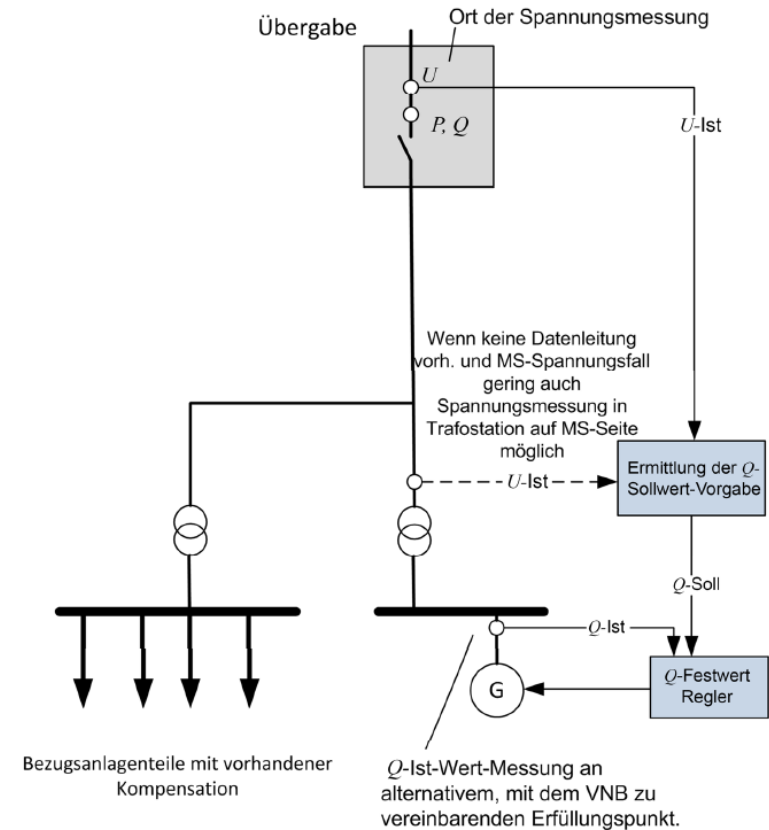 Übergabe
Ort der Spannungsmessung
U
P, Q
U-Ist
Wenn keine Datenleitung
vorh. und MS-Spannungsfall
gering auch
Spannungsmessung in
Trafostation auf MS-Seite
möglich
U-Ist
Ermittlung der Q-
Sollwert-Vorgabe
Q-Soll
Q-Ist
Q-Festwert
Regler
G
Bezugsanlagenteile mit vorhandener
Kompensation
Q-Ist-Wert-Messung an
alternativem, mit dem VNB zu
vereinbarenden Erfüllungspunkt.